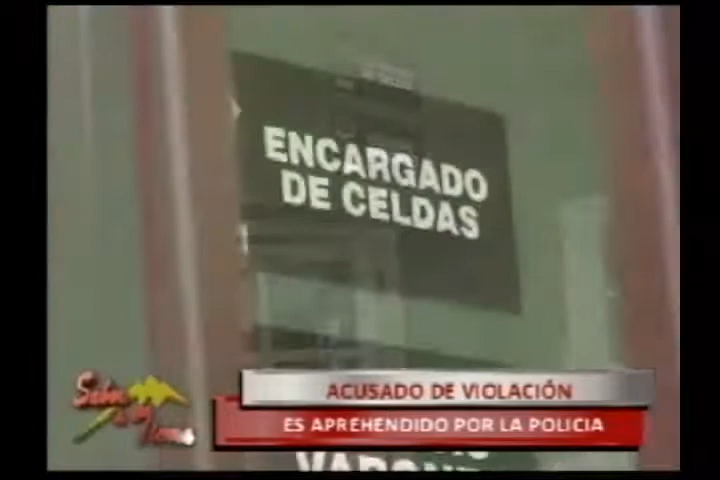 ENCARGADO
DE CELDAS
ACUSADO DE VIOLACIÓN
ES APREHENDIDO POR LA POLICIA